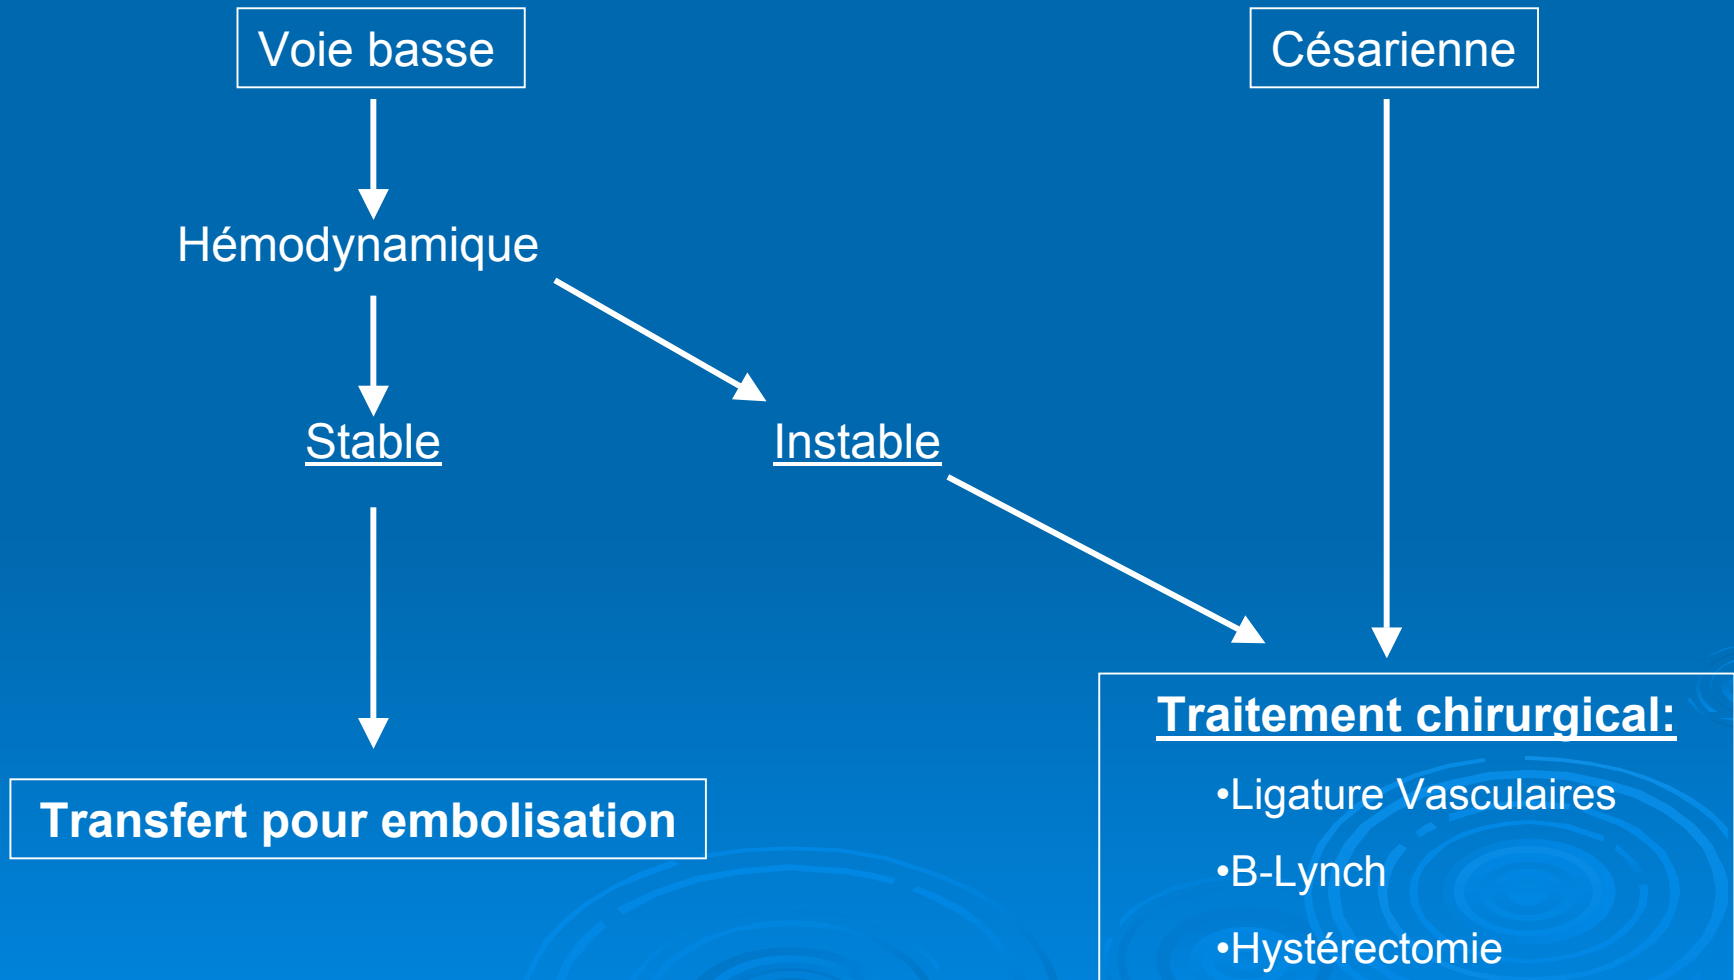 Voie basse
Césarienne
Hémodynamique
Stable
Instable
Transfert pour embolisation
Traitement chirurgical:
•Ligature Vasculaires
•B-Lynch
•Hystérectomie